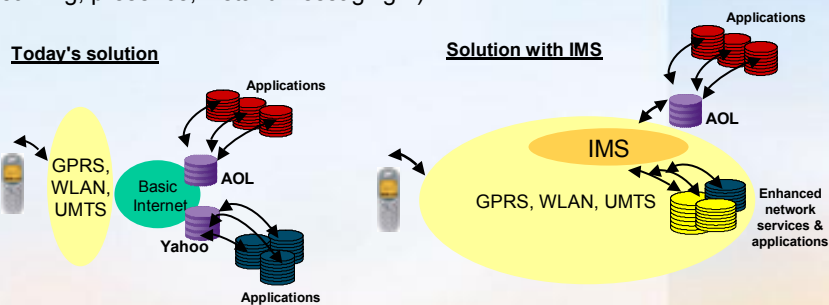 Today's solution
Applications
GPRS,
WLAN,
UMTS
Basic
Internet
AOL
Yahoo
Applications
Solution with IMS
Applications
AOL
IMS
GPRS, WLAN, UMTS
Enhanced
network
services &
applications